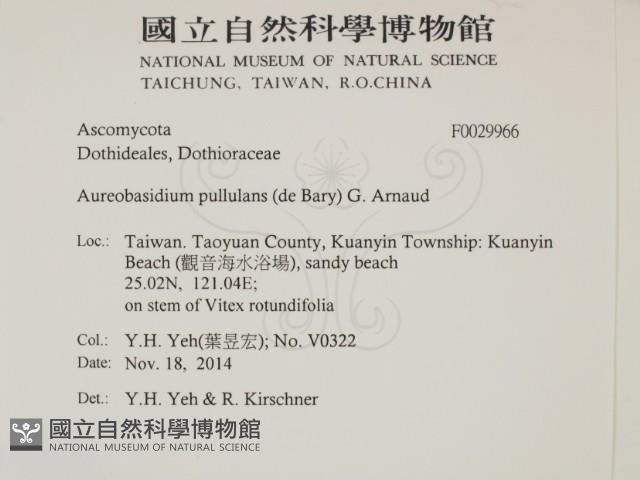 國立自然科學博物館
NATIONAL MUSEUM OF NATURAL SCIENCE
TAICHUNG, TAIWAN, R.O.CHINA
Ascomycota F0029966
Dothideales, Dothioraceae
Aureobasidium pullulans (de Bary) G. Arnaud
Loc.: Taiwan. Taoyuan County, Kuanyin Township: Kuanyin
Beach (觀音海水浴場), sandy beach
25.02N, 121.04E;
on stem of Vitex rotundifolia
Col.: Y.H. Yeh(葉昱宏); No. V0322
Date: Nov. 18, 2014
Det.: Y.H. Yeh & R. Kirschner
國立自然科學博物館
NATIONAL MUSEUM OF NATURAL SCIENCE